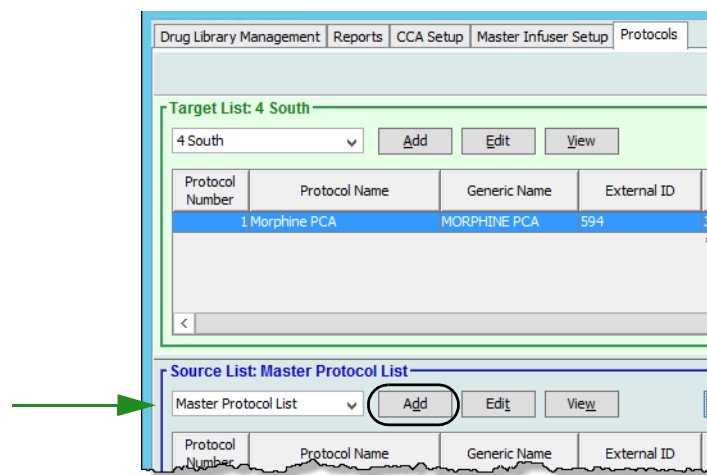 Drug Library Management Reports CCA Setup Master Infuser Setup Protocols
Target List: 4 South
4 South Add Edit View
Protocol Number Protocol Name Generic Name External ID
1 Morphine PCA MORPHINE PCA 594
Source List: Master Protocol List
Master Protocol List Add Edit View
Protocol Number Protocol Name Generic Name External ID